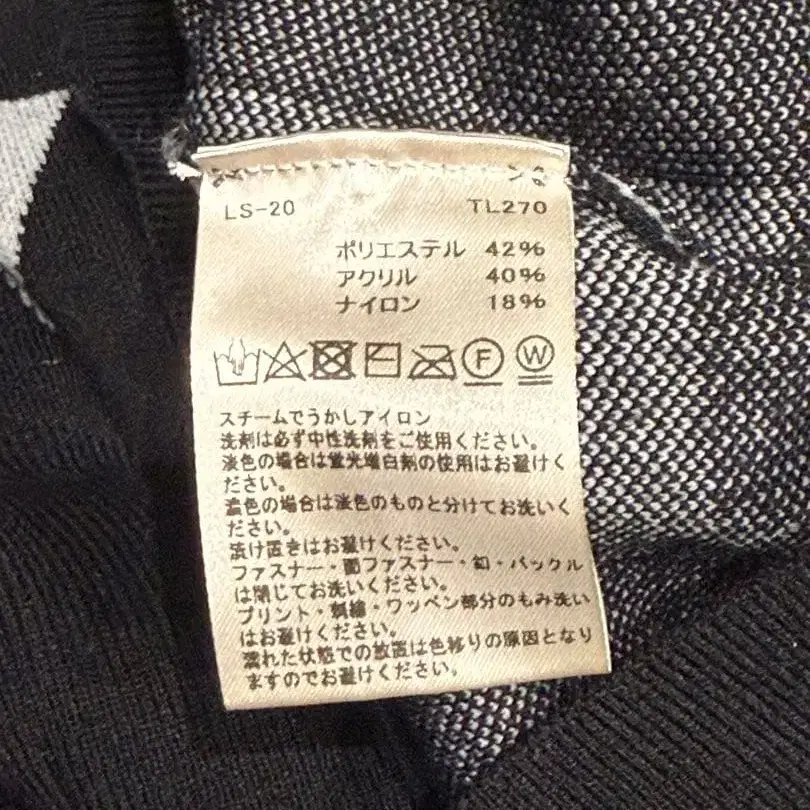 LS-20 TL270
ポリエステル 42%
アクリル 40%
ナイロン 18%
F W
スチームでうかしアイロン
洗剤は必ず中性洗剤をご使用ください。
淡色の場合は蛍光増白剤の使用はお避けく
ださい。
濃色の場合は淡色のものと分けてお洗いく
ださい。
漬け置きはお避けください。
ファスナー・面ファスナー・釦・バックル
は閉じてお洗いください。
プリント・刺繍・ワッペン部分のもみ洗い
はお避けください。
濡れた状態での放置は色移りの原因となり
ますのでお避けください。